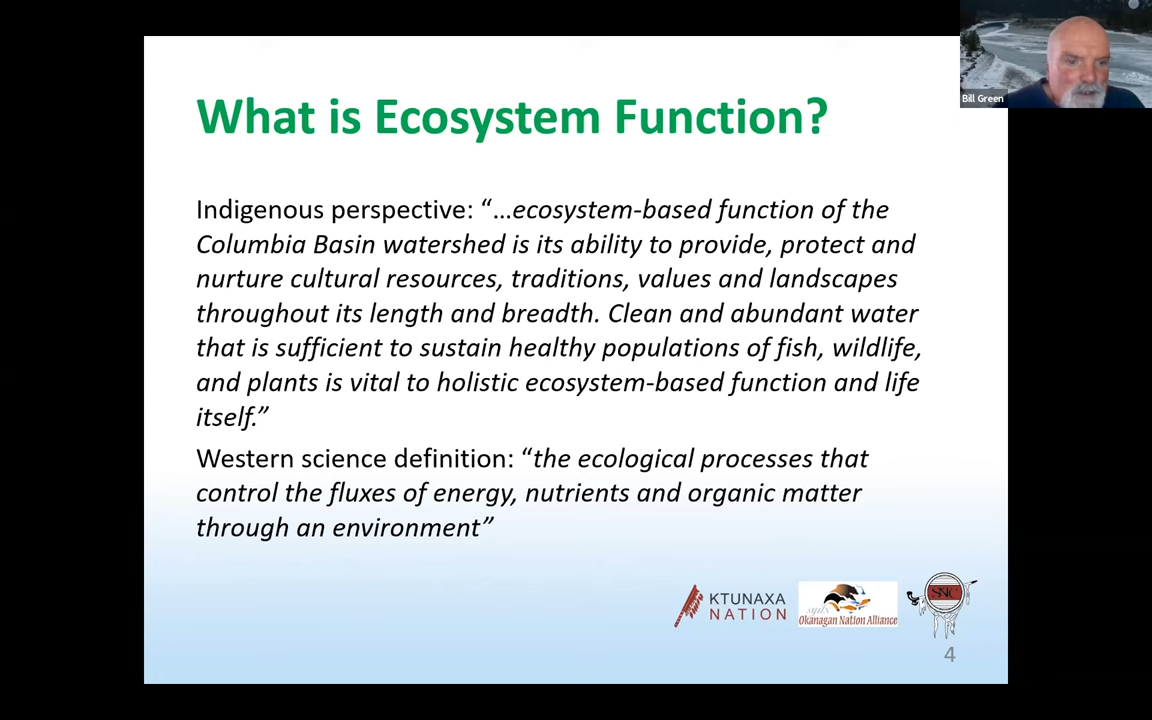 What is Ecosystem Function?
Bill Green
Indigenous perspective: “…ecosystem-based function of the
Columbia Basin watershed is its ability to provide, protect and
nurture cultural resources, traditions, values and landscapes
throughout its length and breadth. Clean and abundant water
that is sufficient to sustain healthy populations of fish, wildlife,
and plants is vital to holistic ecosystem-based function and life
itself.”
Western science definition: “the ecological processes that
control the fluxes of energy, nutrients and organic matter
through an environment”
KTUNAXA
NATION
syilx
Okanagan Nation Alliance
SNC
4